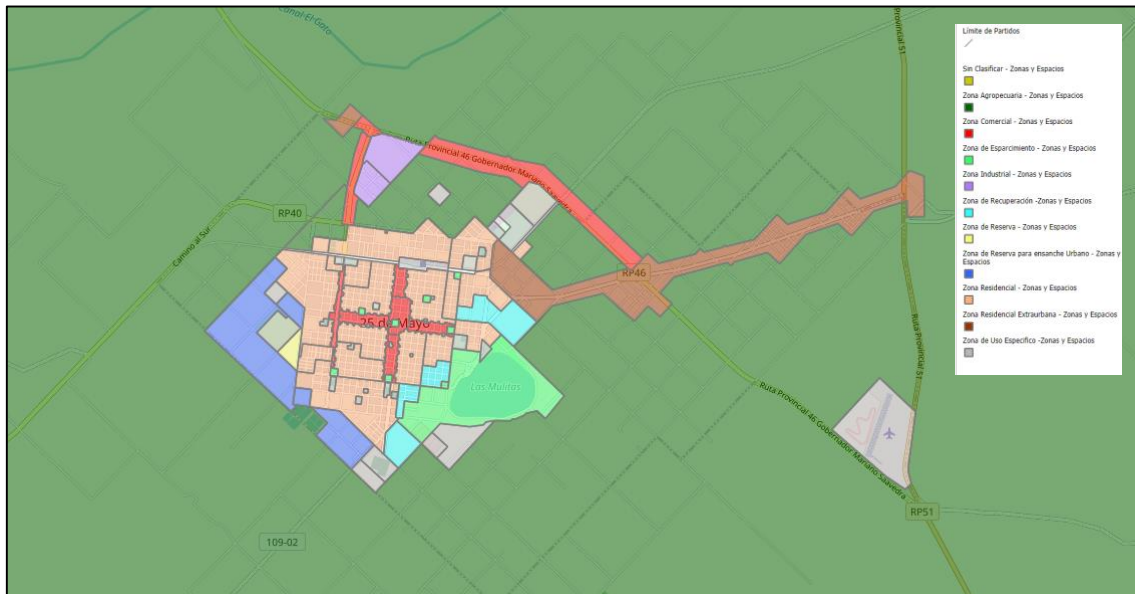 Canal El Gato
Provincial 51
Ruta Provincial 46 Gobernador Mariano Saavedra
RP40
Camino al Sur
RP46
25 de Mayo
Las Mulitas
Ruta Provincial 51
Ruta Provincial 46 Gobernador Mariano Saavedra
RP51
109-02
Límite de Partidos
Sin Clasificar - Zonas y Espacios
Zona Agropecuaria - Zonas y Espacios
Zona Comercial - Zonas y Espacios
Zona de Esparcimiento - Zonas y Espacios
Zona Industrial - Zonas y Espacios
Zona de Recuperación -Zonas y Espacios
Zona de Reserva - Zonas y Espacios
Zona de Reserva para ensanche Urbano - Zonas y
Espacios
Zona Residencial - Zonas y Espacios
Zona Residencial Extraurbana - Zonas y Espacios
Zona de Uso Específico -Zonas y Espacios